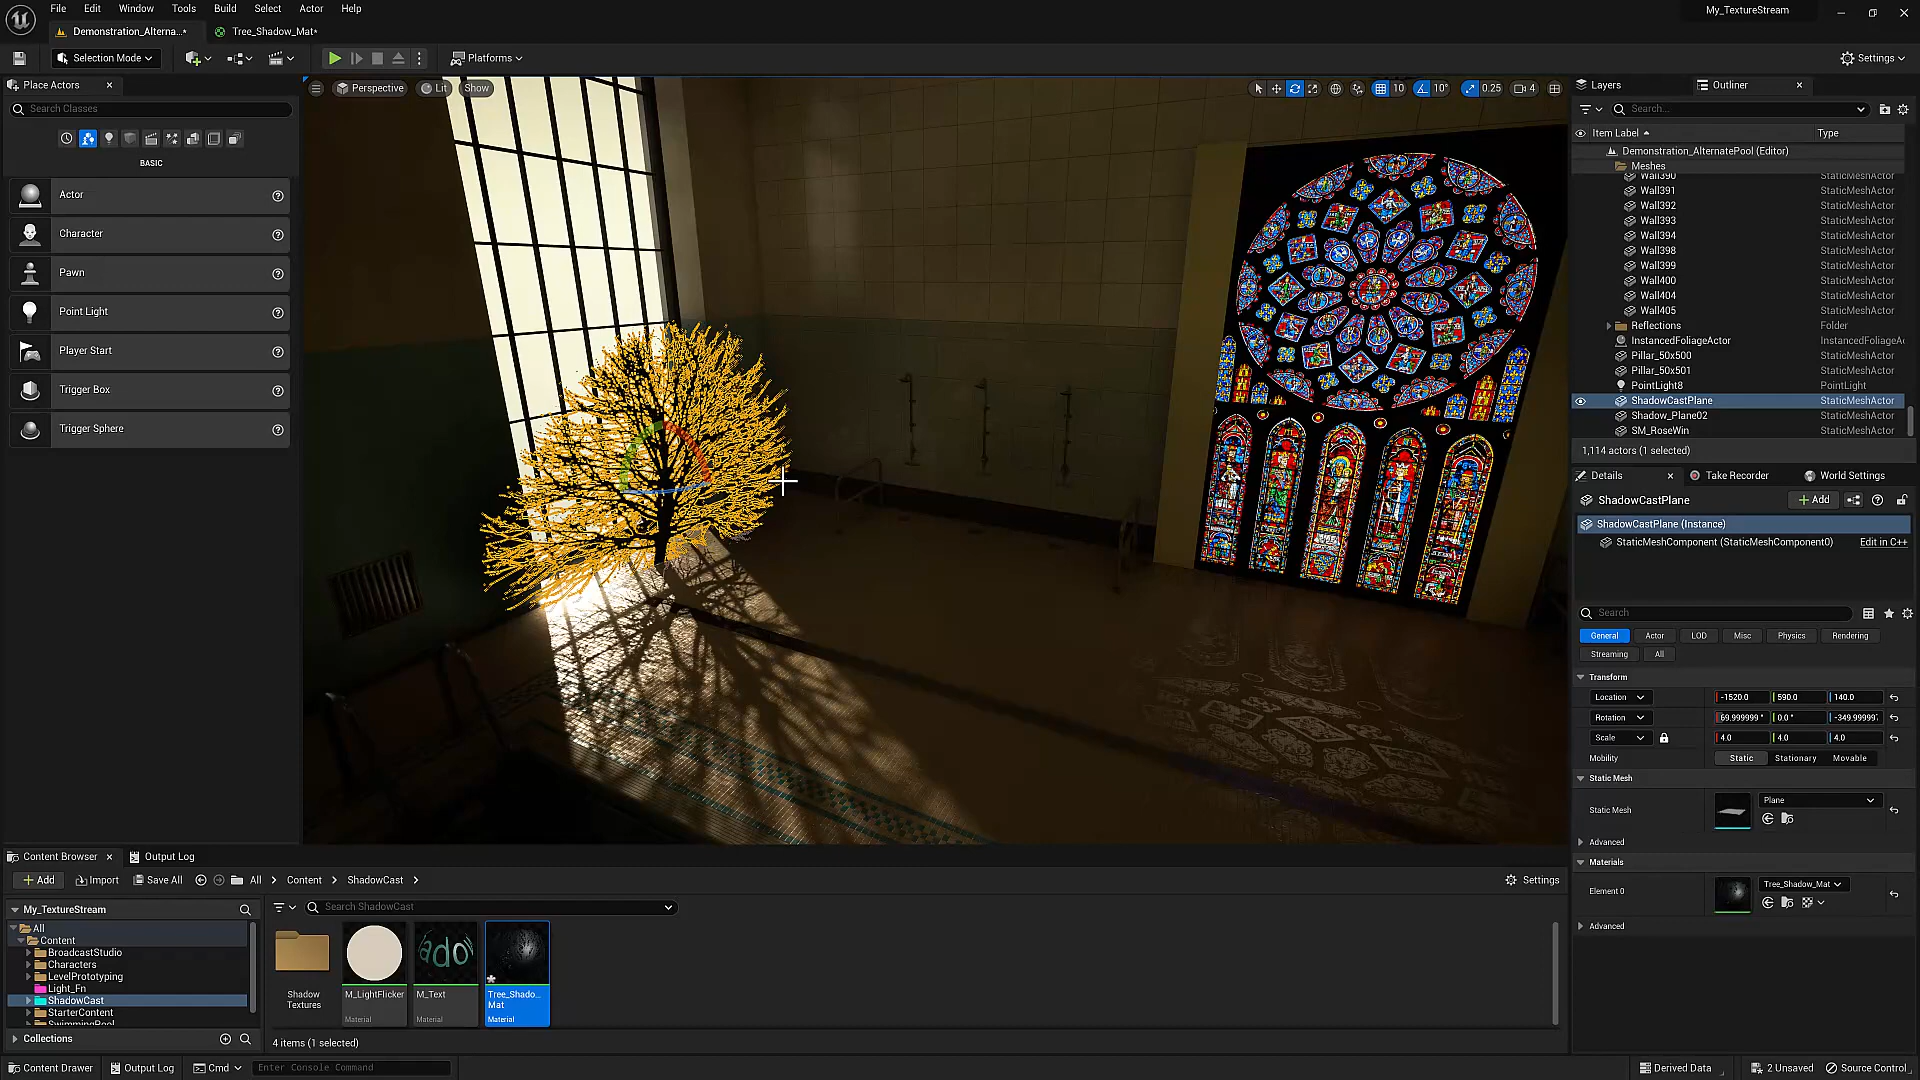 File Edit Window Tools Build Select Actor Help
My_TextureStream
Demonstration_Alterna...*
Tree_Shadow_Mat*
Selection Mode
Platforms
Settings
Place Actors
Search Classes
BASIC
Actor
Character
Pawn
Point Light
Player Start
Trigger Box
Trigger Sphere
Perspective
Lit
Show
10
10°
0.25
4
Layers
Outliner
Search...
Item Label
Type
Demonstration_AlternatePool (Editor)
Meshes
Wall390 StaticMeshActor
Wall391 StaticMeshActor
Wall392 StaticMeshActor
Wall393 StaticMeshActor
Wall394 StaticMeshActor
Wall398 StaticMeshActor
Wall399 StaticMeshActor
Wall400 StaticMeshActor
Wall404 StaticMeshActor
Wall405 StaticMeshActor
Reflections Folder
InstancedFoliageActor InstancedFoliageAc
Pillar_50x500 StaticMeshActor
Pillar_50x501 StaticMeshActor
PointLight8 PointLight
ShadowCastPlane StaticMeshActor
Shadow_Plane02 StaticMeshActor
SM_RoseWin StaticMeshActor
1,114 actors (1 selected)
Details
Take Recorder
World Settings
ShadowCastPlane
Add
ShadowCastPlane (Instance)
StaticMeshComponent (StaticMeshComponent0) Edit in C++
Search
General Actor LOD Misc Physics Rendering
Streaming All
Transform
Location -1520.0 590.0 140.0
Rotation 69.999999 ° 0.0 ° -349.99999
Scale 4.0 4.0 4.0
Mobility Static Stationary Movable
Static Mesh
Static Mesh Plane
Advanced
Materials
Element 0 Tree_Shadow_Mat
Advanced
Content Browser
Output Log
Add Import Save All All Content ShadowCast
Settings
My_TextureStream
Search ShadowCast
All
Content
BroadcastStudio
Characters
LevelPrototyping
Light_Fn
ShadowCast
StarterContent
SwimmingPool
Collections
Shadow
Textures
M_LightFlicker
Material
M_Text
Material
Tree_Shado...
Mat
Material
4 items (1 selected)
Content Drawer Output Log Cmd Enter Console Command
Derived Data 2 Unsaved Source Control